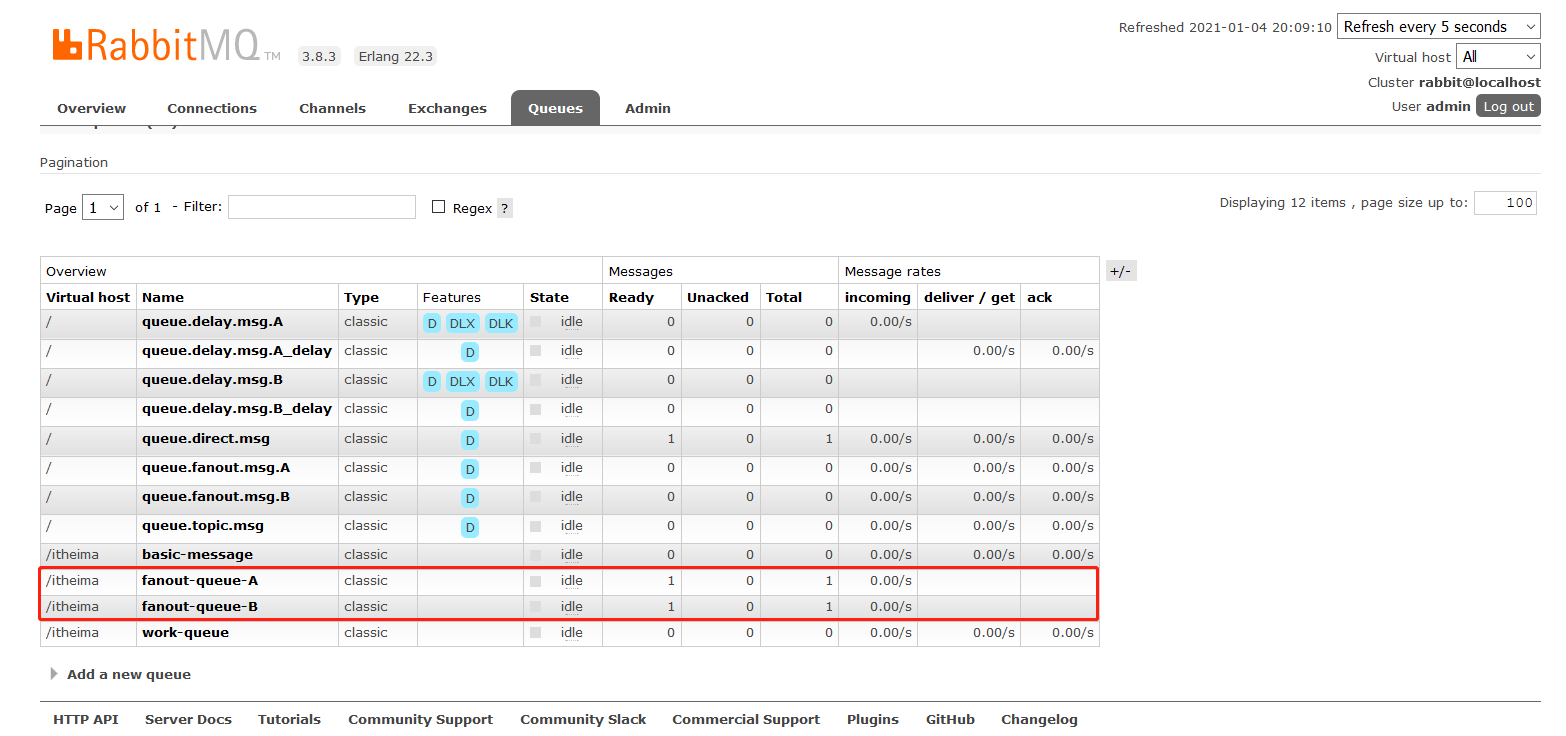 RabbitMQ TM 3.8.3 Erlang 22.3
Refreshed 2021-01-04 20:09:10 Refresh every 5 seconds
Virtual host All
Cluster rabbit@localhost
User admin Log out
Overview Connections Channels Exchanges Queues Admin
Pagination
Page 1 of 1 - Filter: Regex ?
Displaying 12 items , page size up to: 100
Overview Messages Message rates +/-
Virtual host Name Type Features State Ready Unacked Total incoming deliver / get ack
/ queue.delay.msg.A classic D DLX DLK idle 0 0 0 0.00/s
/ queue.delay.msg.A_delay classic D idle 0 0 0 0.00/s 0.00/s
/ queue.delay.msg.B classic D DLX DLK idle 0 0 0
/ queue.delay.msg.B_delay classic D idle 0 0 0
/ queue.direct.msg classic D idle 1 0 1 0.00/s 0.00/s 0.00/s
/ queue.fanout.msg.A classic D idle 0 0 0 0.00/s 0.00/s 0.00/s
/ queue.fanout.msg.B classic D idle 0 0 0 0.00/s 0.00/s 0.00/s
/ queue.topic.msg classic D idle 0 0 0 0.00/s 0.00/s 0.00/s
/itheima basic-message classic idle 0 0 0 0.00/s 0.00/s 0.00/s
/itheima fanout-queue-A classic idle 1 0 1 0.00/s
/itheima fanout-queue-B classic idle 1 0 1 0.00/s
/itheima work-queue classic idle 0 0 0 0.00/s 0.00/s 0.00/s
Add a new queue
HTTP API Server Docs Tutorials Community Support Community Slack Commercial Support Plugins GitHub Changelog